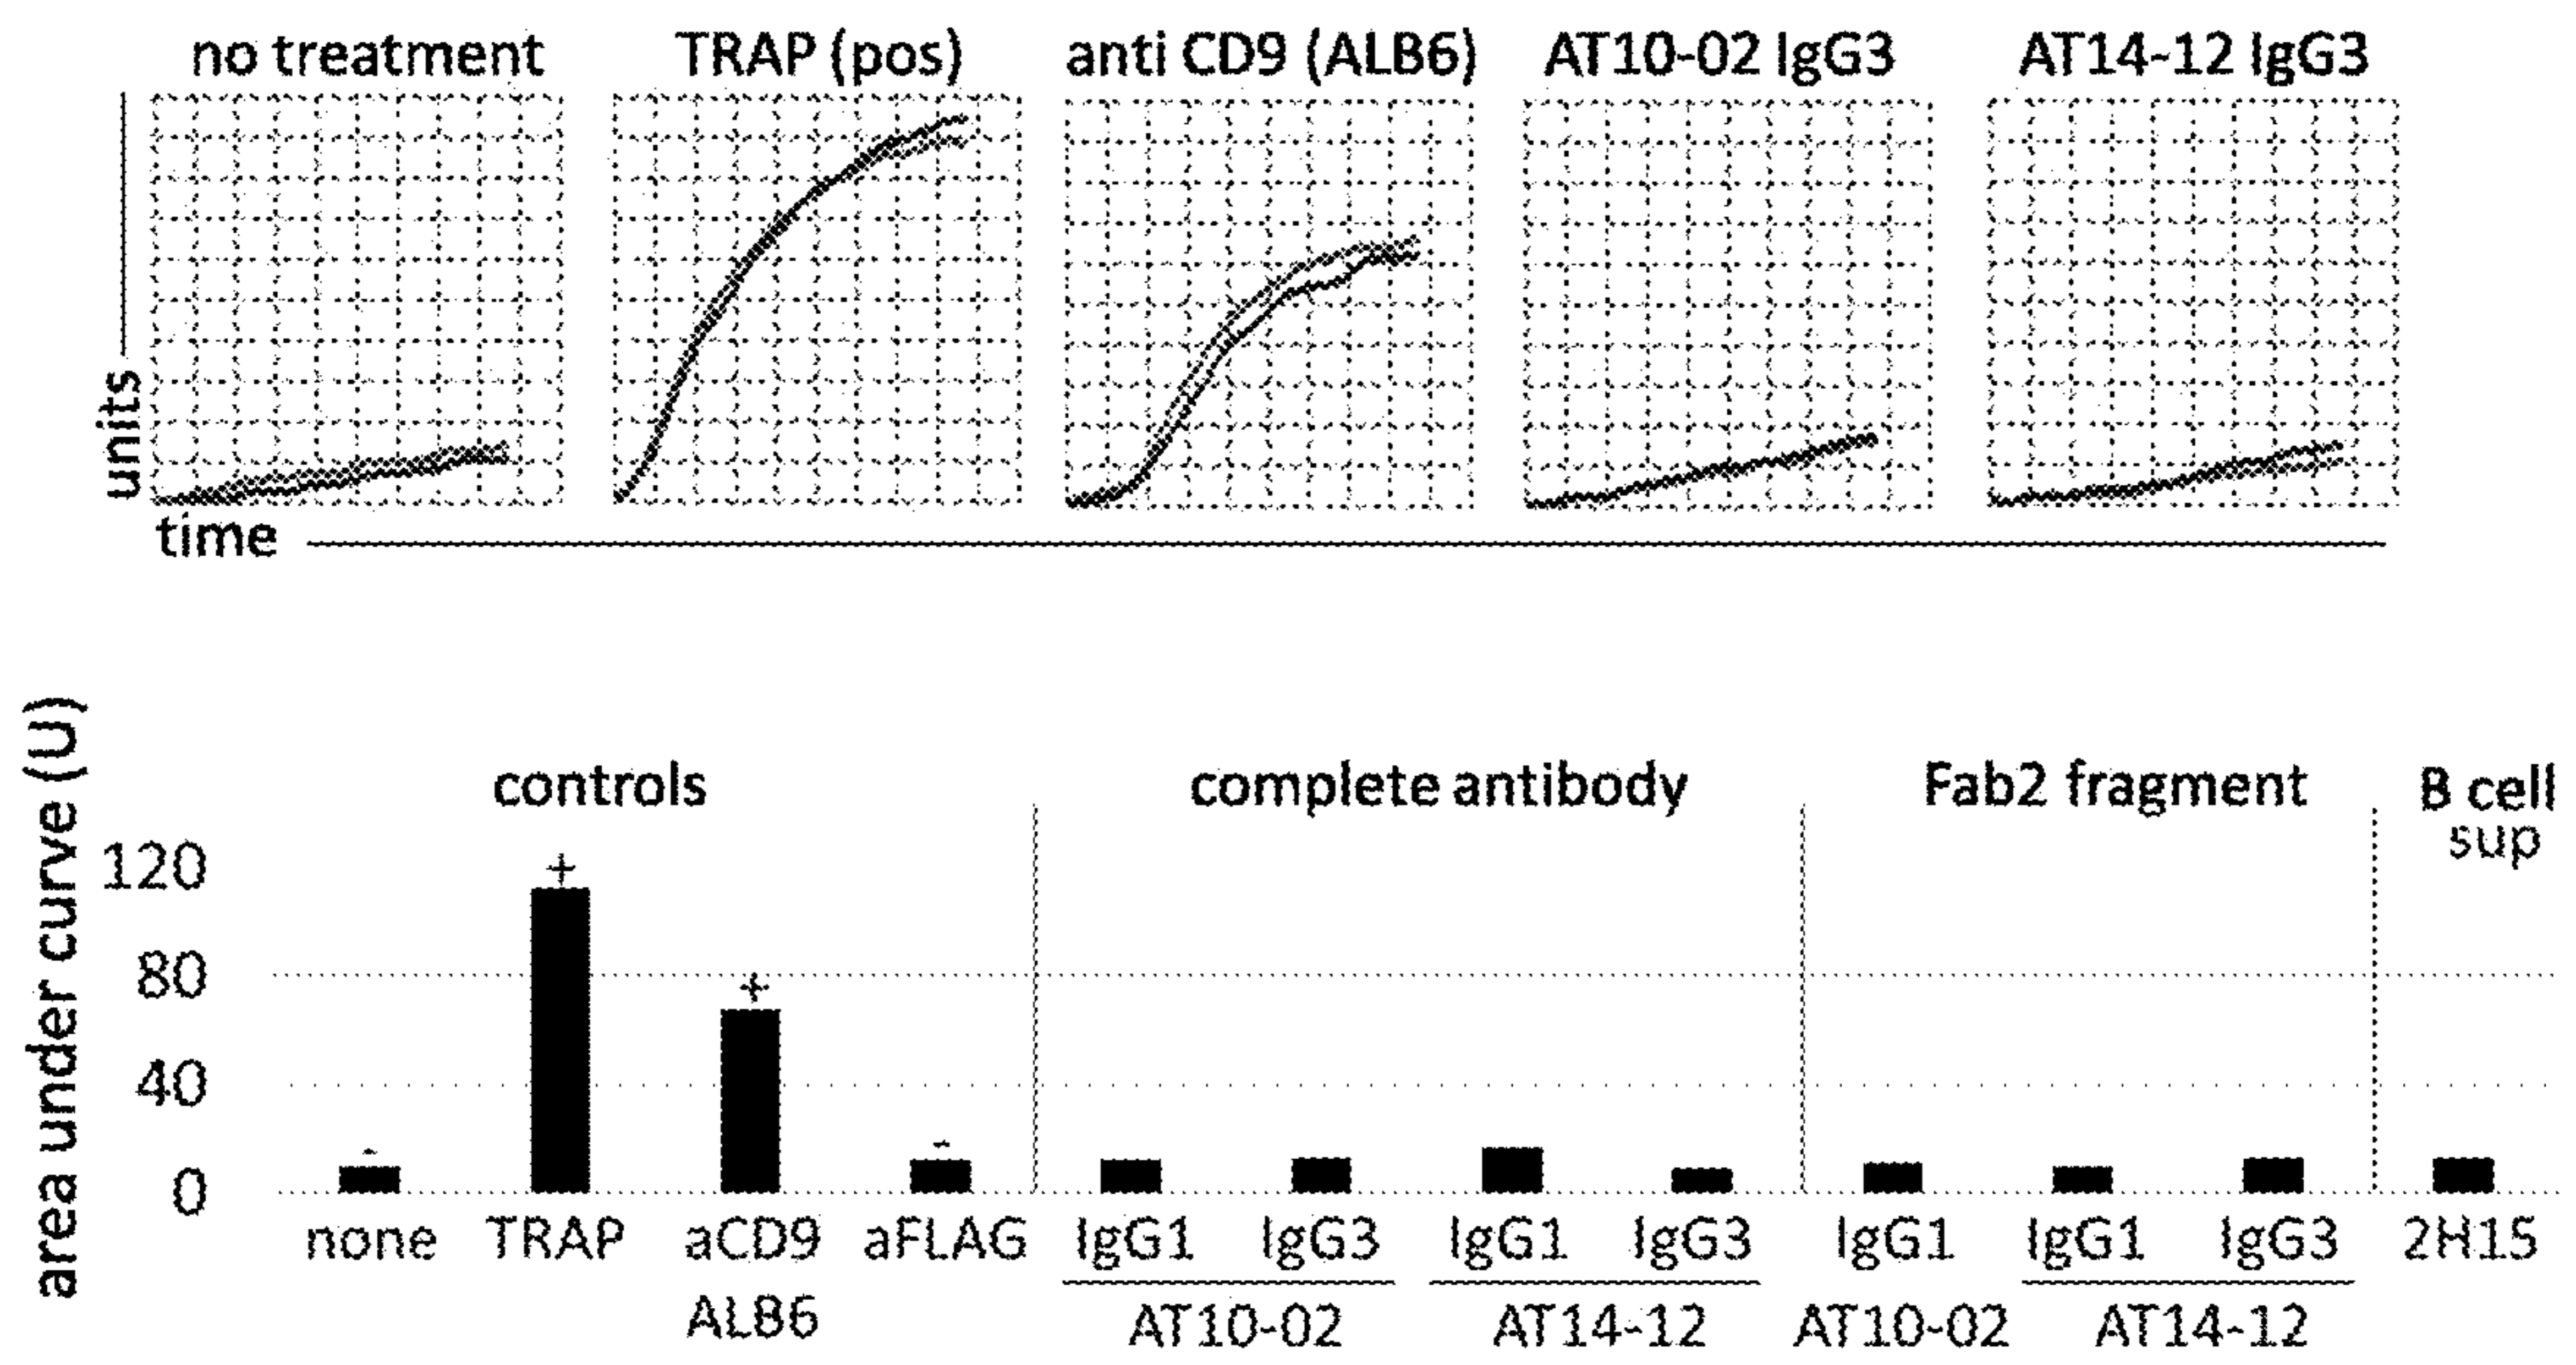 no treatment TRAP (pos) anti CD9 (ALB6) AT10-02 IgG3 AT14-12 IgG3
units
time
area under curve (U)
controls complete antibody Fab2 fragment B cell
sup
120
+
80
+
40
- -
0
none TRAP aCD9 aFLAG IgG1 IgG3 IgG1 IgG3 IgG1 IgG1 IgG3 2H15
ALB6 AT10-02 AT14-12 AT10-02 AT14-12